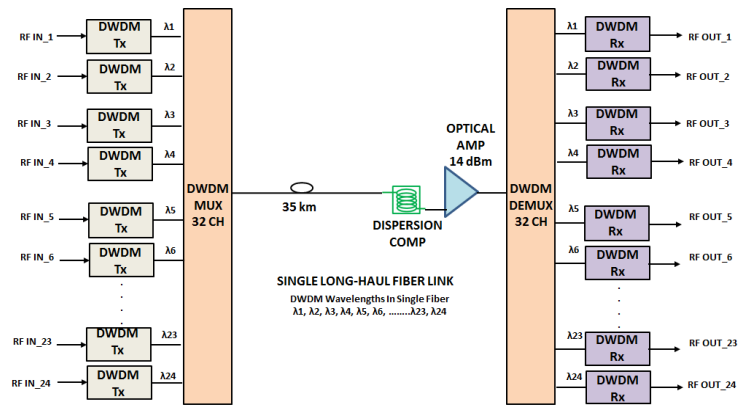 RF IN_1
DWDM
Tx
λ1
RF IN_2
DWDM
Tx
λ2
RF IN_3
DWDM
Tx
λ3
RF IN_4
DWDM
Tx
λ4
RF IN_5
DWDM
Tx
λ5
RF IN_6
DWDM
Tx
λ6
RF IN_23
DWDM
Tx
λ23
RF IN_24
DWDM
Tx
λ24
DWDM
MUX
32 CH
35 km
DISPERSION
COMP
OPTICAL
AMP
14 dBm
SINGLE LONG-HAUL FIBER LINK
DWDM Wavelengths In Single Fiber
λ1, λ2, λ3, λ4, λ5, λ6, ........λ23, λ24
DWDM
DEMUX
32 CH
λ1
DWDM
Rx
RF OUT_1
λ2
DWDM
Rx
RF OUT_2
λ3
DWDM
Rx
RF OUT_3
λ4
DWDM
Rx
RF OUT_4
λ5
DWDM
Rx
RF OUT_5
λ6
DWDM
Rx
RF OUT_6
λ23
DWDM
Rx
RF OUT_23
λ24
DWDM
Rx
RF OUT_24